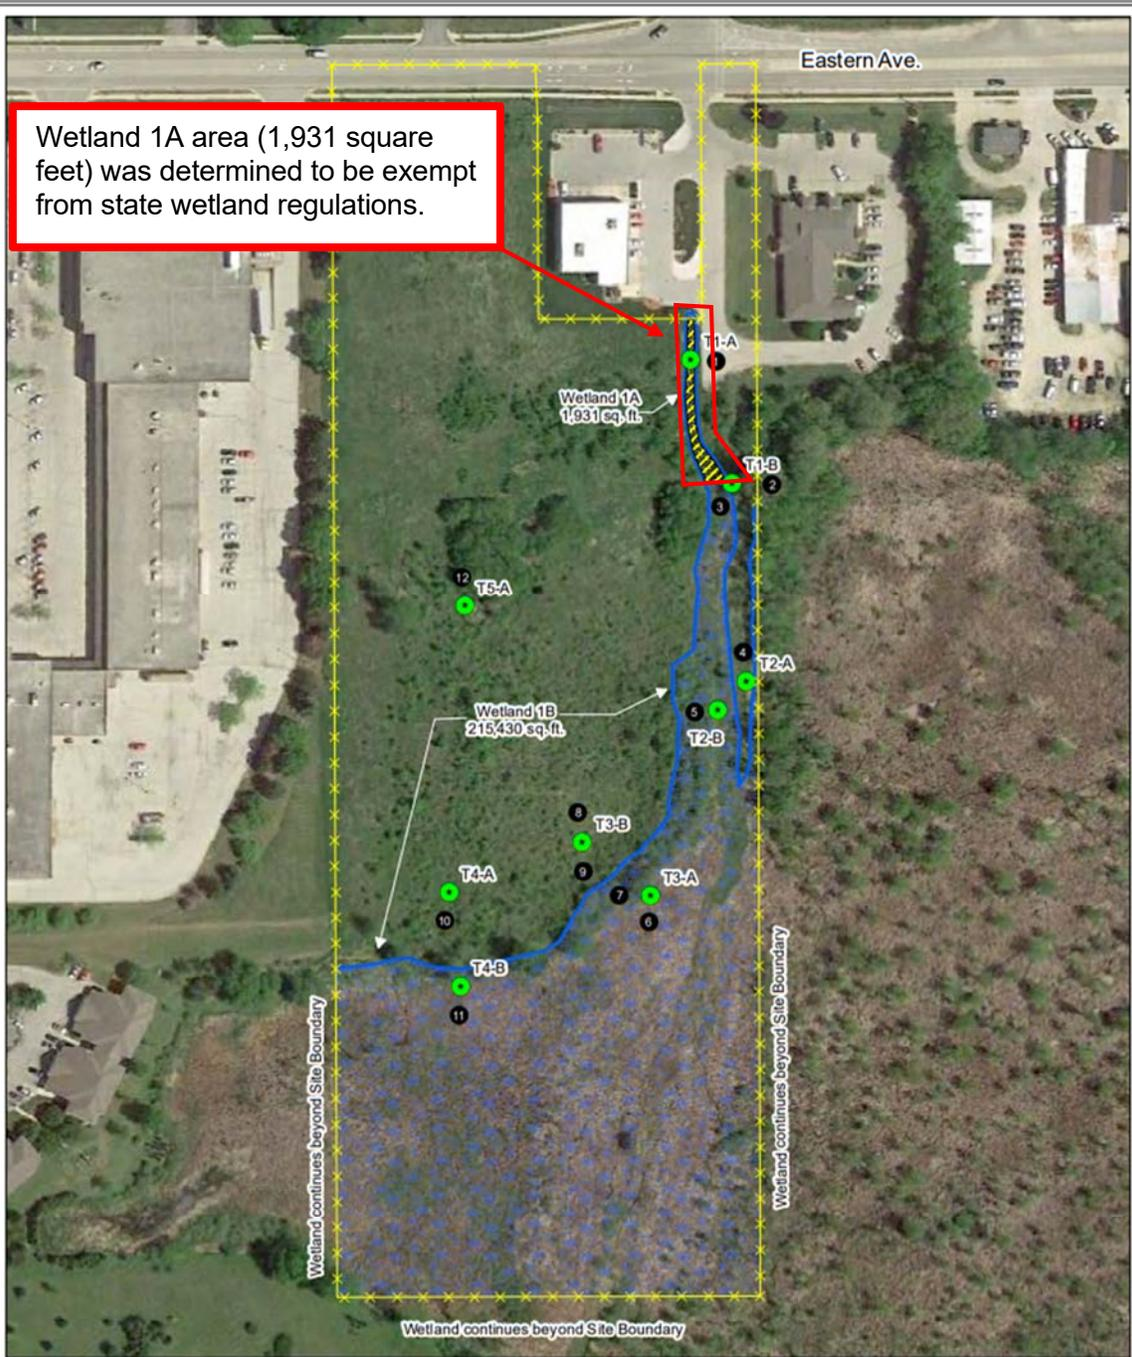 Eastern Ave.
Wetland 1A area (1,931 square
feet) was determined to be exempt
from state wetland regulations.
T1-A
1
Wetland 1A
1,931 sq. ft.
T1-B
2
3
12
T5-A
4
T2-A
Wetland 1B
215,430 sq. ft.
5
T2-B
8
T3-B
9
T4-A
10
7
T3-A
6
T4-B
11
Wetland continues beyond Site Boundary
Wetland continues beyond Site Boundary
Wetland continues beyond Site Boundary